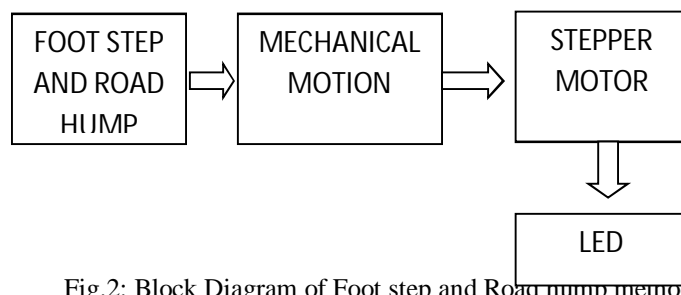 FOOT STEP
AND ROAD
HUMP
MECHANICAL
MOTION
STEPPER
MOTOR
LED
Fig.2: Block Diagram of Foot step and Road hump